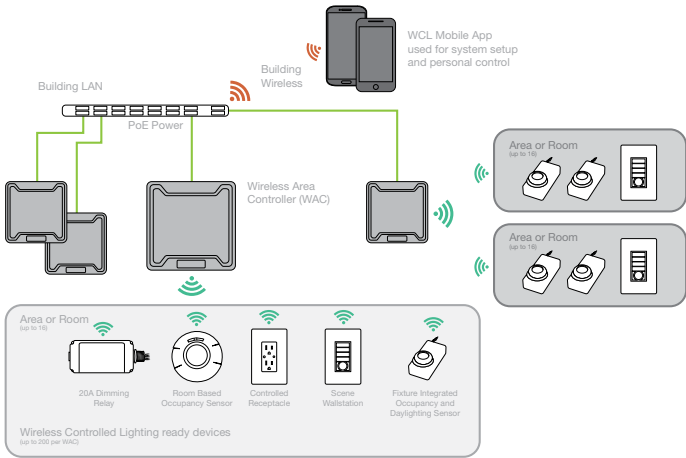 WCL Mobile App
used for system setup
and personal control
Building
Wireless
Building LAN
PoE Power
Wireless Area
Controller (WAC)
Area or Room
(up to 16)
Area or Room
(up to 16)
Area or Room
(up to 16)
20A Dimming
Relay
Room Based
Occupancy Sensor
Controlled
Receptacle
Scene
Wallstation
Fixture Integrated
Occupancy and
Daylighting Sensor
Wireless Controlled Lighting ready devices
(up to 200 per WAC)